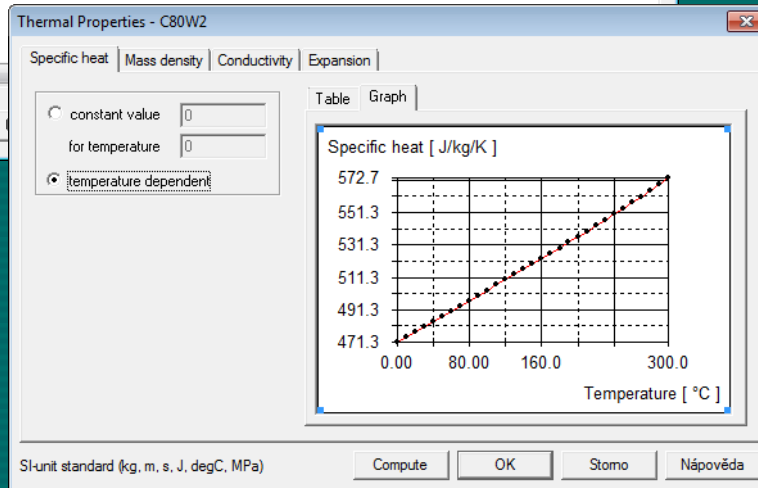 Thermal Properties - C80W2
Specific heat
Mass density
Conductivity
Expansion
constant value
0
for temperature
0
temperature dependent
Table
Graph
Specific heat [ J/kg/K ]
572.7
551.3
531.3
511.3
491.3
471.3
0.00 80.00 160.0 300.0
Temperature [ °C ]
SI-unit standard (kg, m, s, J, degC, MPa)
Compute
OK
Storno
Nápověda